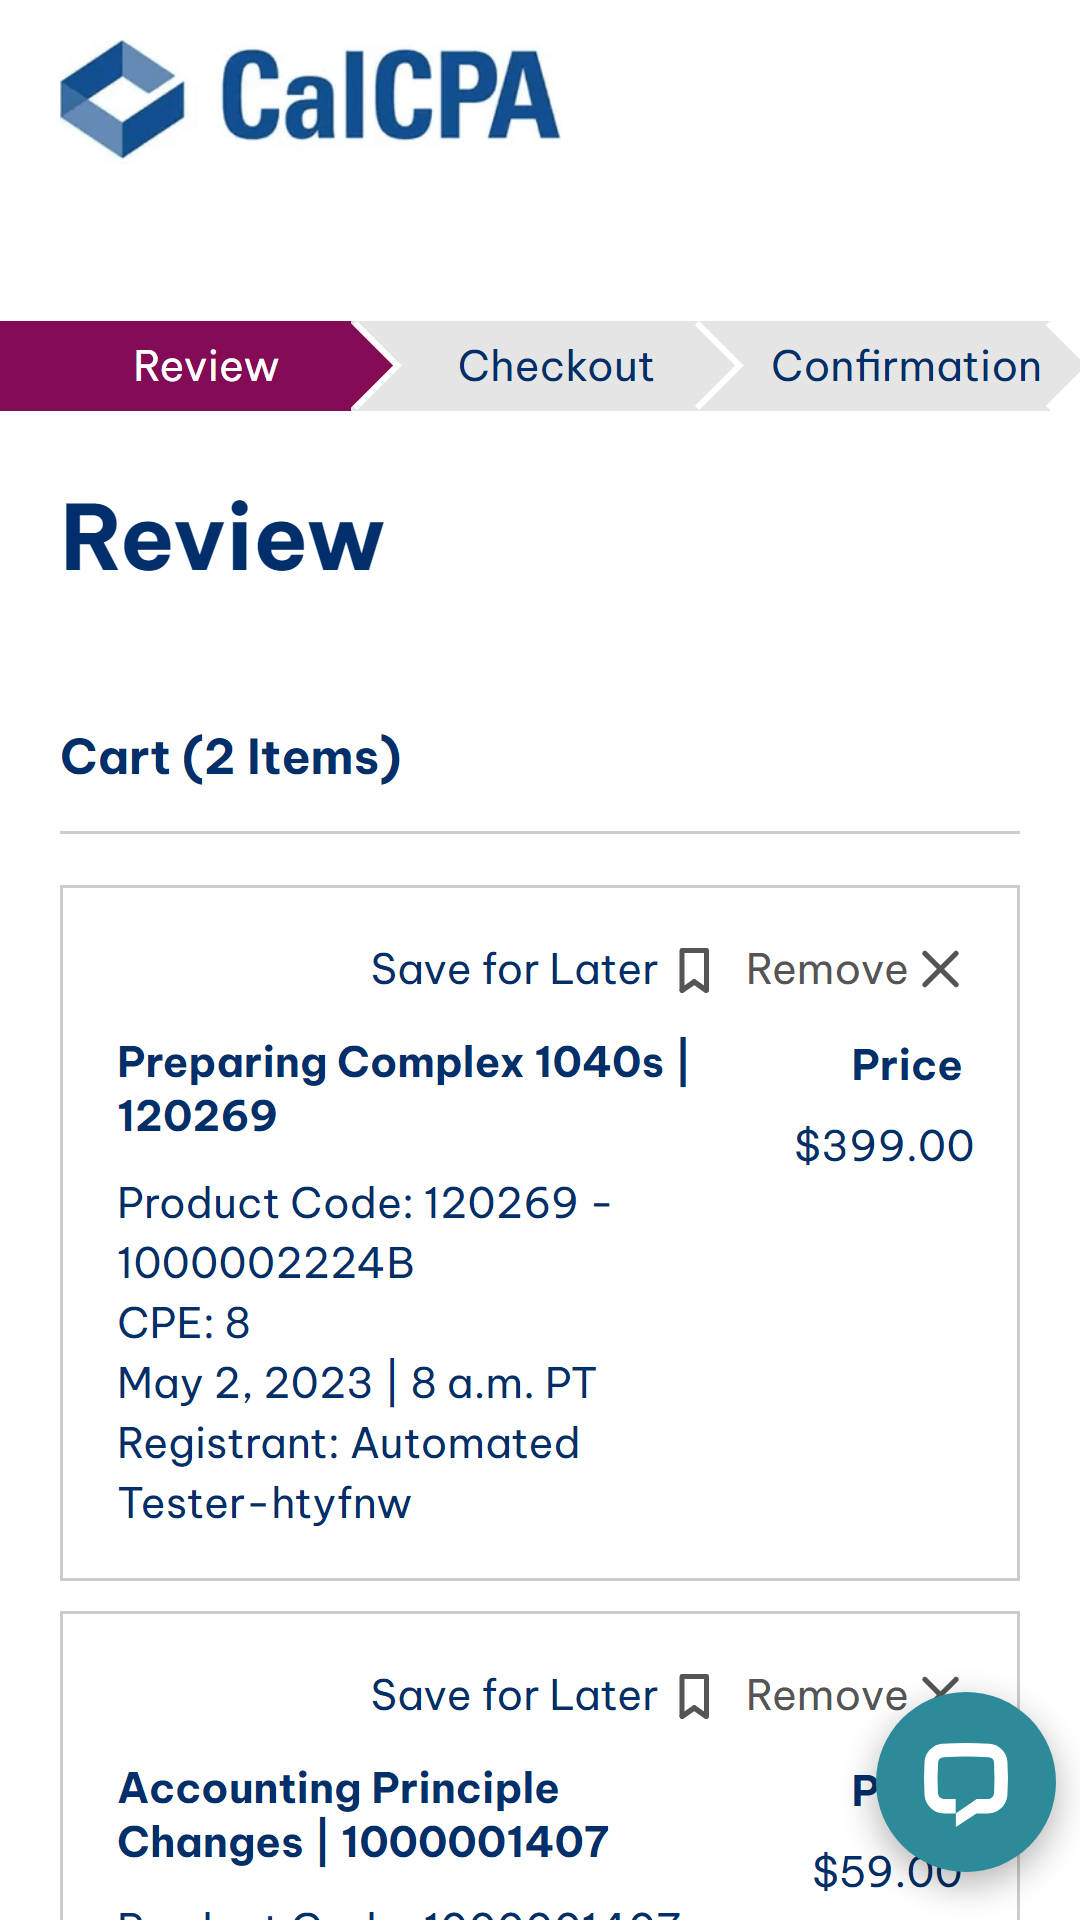 CalCPA
Review
Checkout
Confirmation
Review
Cart (2 Items)
Save for Later
Remove
Preparing Complex 1040s |
120269
Price
$399.00
Product Code: 120269 -
1000002224B
CPE: 8
May 2, 2023 | 8 a.m. PT
Registrant: Automated
Tester-htyfnw
Save for Later
Remove
Accounting Principle
Changes | 1000001407
$59.00